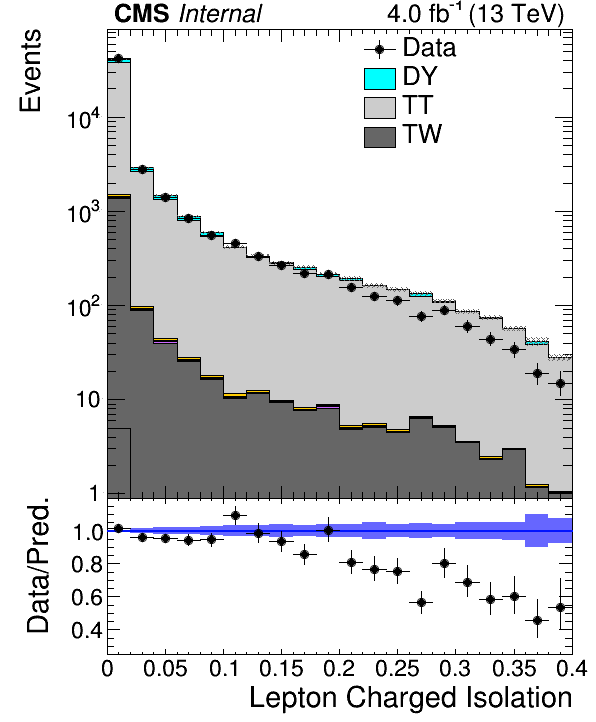 CMS Internal 4.0 fb⁻¹ (13 TeV)
Events
Data
DY
TT
TW
10⁴
10³
10²
10
1
Data/Pred.
1.0
0.8
0.6
0.4
0 0.05 0.1 0.15 0.2 0.25 0.3 0.35 0.4
Lepton Charged Isolation